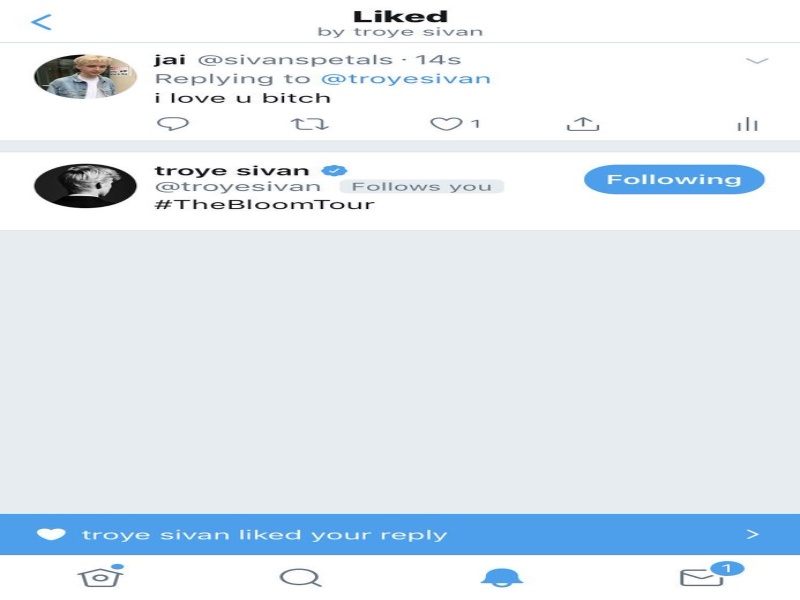 Liked
by troye sivan
jai @sivanspetals · 14s
Replying to @troyesivan
i love u bitch
1
troye sivan
@troyesivan Follows you
Following
#TheBloomTour
troye sivan liked your reply
1